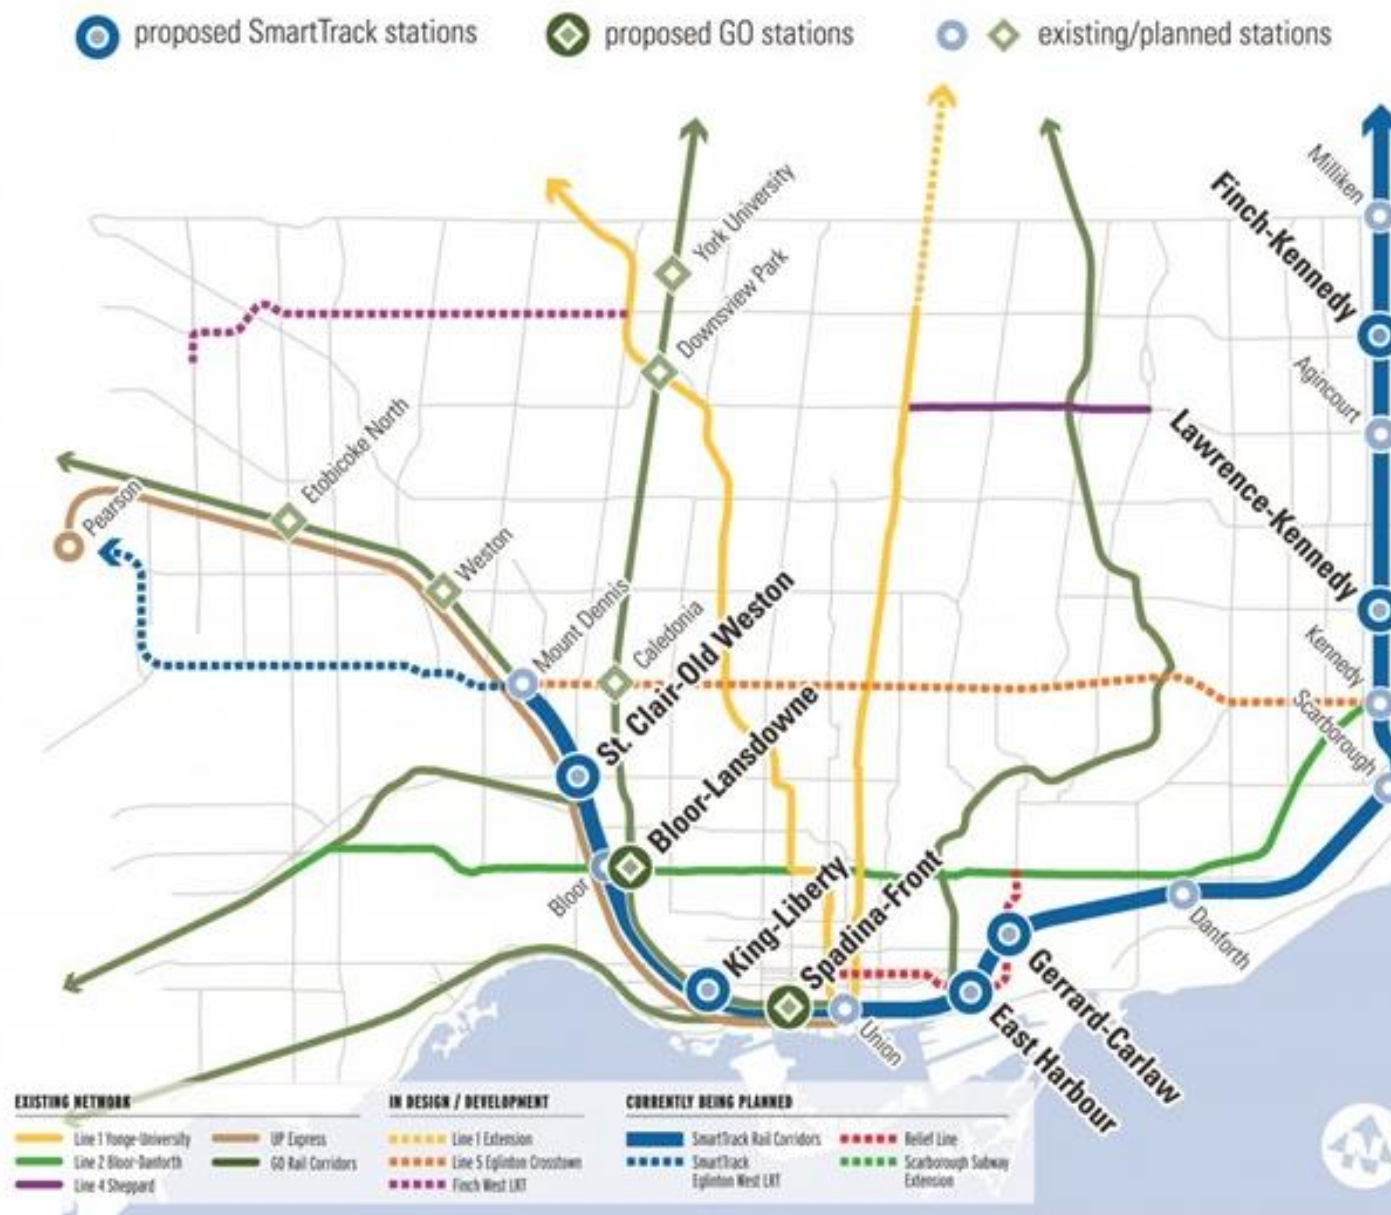 proposed SmartTrack stations
proposed GO stations
existing/planned stations
Milliken
Finch-Kennedy
York University
Downsview Park
Agincourt
Etobicoke North
Lawrence-Kennedy
Pearson
Weston
Mount Dennis
Caledonia
St. Clair-Old Weston
Kennedy
Scarborough
Bloor-Lansdowne
Bloor
King-Liberty
Spadina-Front
Danforth
Union
Gerrard-Carlaw
East Harbour
EXISTING NETWORK
Line 1 Yonge-University
Line 2 Bloor-Danforth
Line 4 Sheppard
UP Express
GO Rail Corridors
IN DESIGN / DEVELOPMENT
Line 1 Extension
Line 5 Eglinton Crosstown
Finch West LRT
CURRENTLY BEING PLANNED
SmartTrack Rail Corridors
SmartTrack
Eglinton West LRT
Relief Line
Scarborough Subway
Extension
N